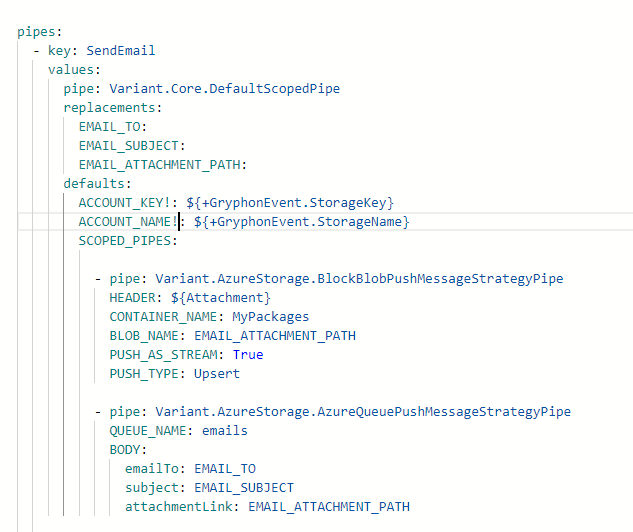 pipes:
- key: SendEmail
values:
pipe: Variant.Core.DefaultScopedPipe
replacements:
EMAIL_TO:
EMAIL_SUBJECT:
EMAIL_ATTACHMENT_PATH:
defaults:
ACCOUNT_KEY!: ${+GryphonEvent.StorageKey}
ACCOUNT_NAME!: ${+GryphonEvent.StorageName}
SCOPED_PIPES:
- pipe: Variant.AzureStorage.BlockBlobPushMessageStrategyPipe
HEADER: ${Attachment}
CONTAINER_NAME: MyPackages
BLOB_NAME: EMAIL_ATTACHMENT_PATH
PUSH_AS_STREAM: True
PUSH_TYPE: Upsert
- pipe: Variant.AzureStorage.AzureQueuePushMessageStrategyPipe
QUEUE_NAME: emails
BODY:
emailTo: EMAIL_TO
subject: EMAIL_SUBJECT
attachmentLink: EMAIL_ATTACHMENT_PATH